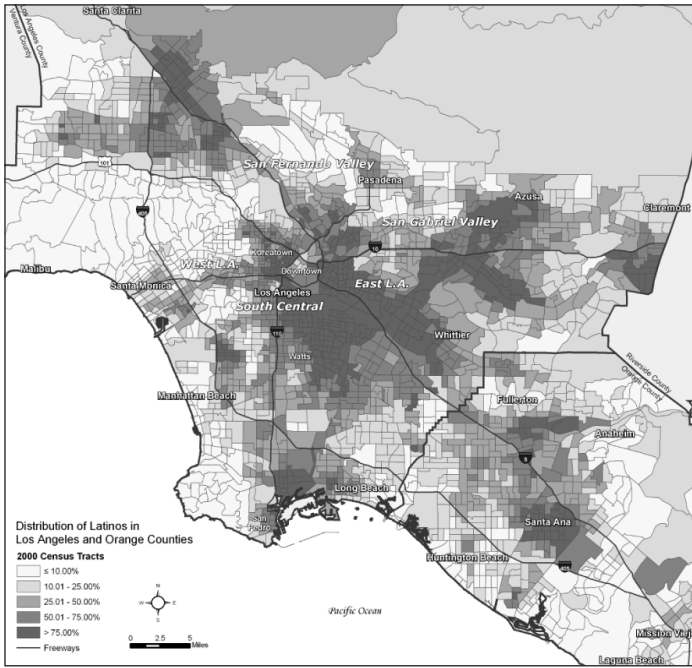 Santa Clarita
Los Angeles County
Ventura County
101
San Fernando Valley
Pasadena
405
San Gabriel Valley
Azusa
Claremont
Koreatown
10
West L.A.
Downtown
Malibu
Santa Monica
Los Angeles
East L.A.
South Central
110
Whittier
Watts
Riverside County
Orange County
Manhattan Beach
Fullerton
Anaheim
5
Long Beach
San
Pedro
Santa Ana
Huntington Beach
405
Mission Viej
Laguna Beach
Pacific Ocean
Distribution of Latinos in
Los Angeles and Orange Counties
2000 Census Tracts
≤ 10.00%
10.01 - 25.00%
25.01 - 50.00%
50.01 - 75.00%
> 75.00%
Freeways
N
W E
S
0 2.5 5
Miles